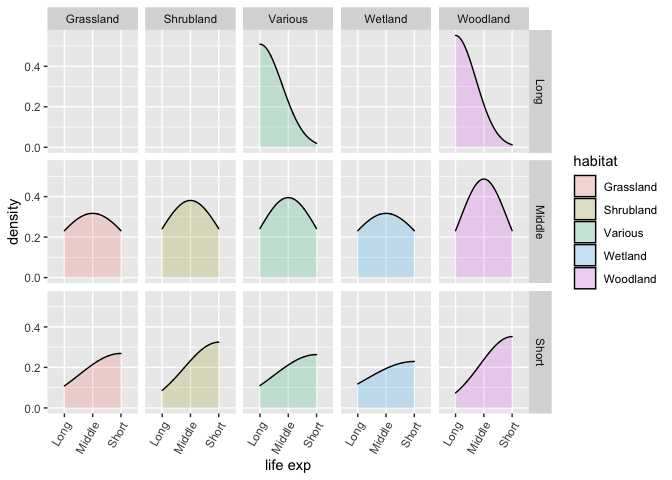 Grassland Shrubland Various Wetland Woodland
0.4
0.2
0.0
Long
0.4
0.2
0.0
Middle
0.4
0.2
0.0
Short
density
Long Middle Short Long Middle Short Long Middle Short Long Middle Short Long Middle Short
life exp
habitat
Grassland
Shrubland
Various
Wetland
Woodland